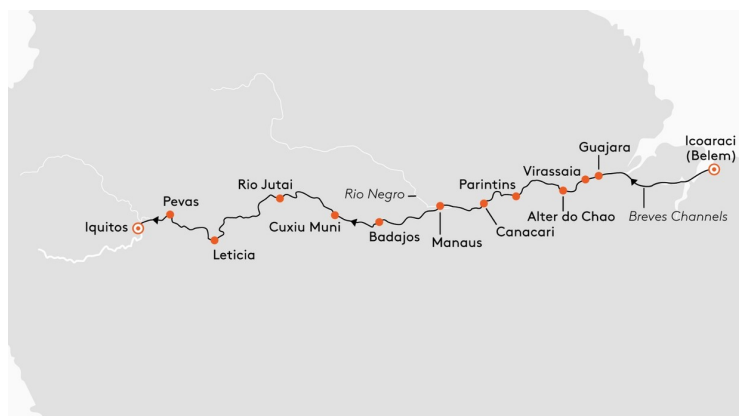 Icoaraci
(Belem)
Guajara
Virassaia
Rio Jutai
Parintins
Rio Negro
Pevas
Alter do Chao
Breves Channels
Iquitos
Cuxiu Muni
Badajos
Canacari
Manaus
Leticia